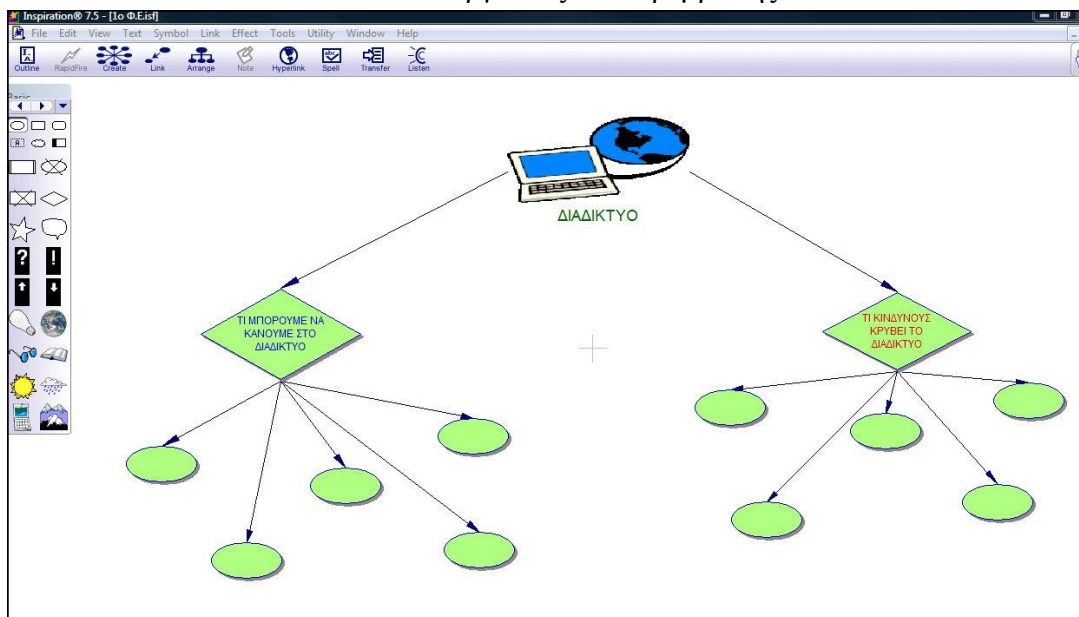 Inspiration® 7.5 - [1ο Φ.Ε.isf]
File Edit View Text Symbol Link Effect Tools Utility Window Help
Outline RapidFire Create Link Arrange Note Hyperlink Spell Transfer Listen
Basic
ΔΙΑΔΙΚΤΥΟ
ΤΙ ΜΠΟΡΟΥΜΕ ΝΑ
ΚΑΝΟΥΜΕ ΣΤΟ
ΔΙΑΔΙΚΤΥΟ
ΤΙ ΚΙΝΔΥΝΟΥΣ
ΚΡΥΒΕΙ ΤΟ
ΔΙΑΔΙΚΤΥΟ